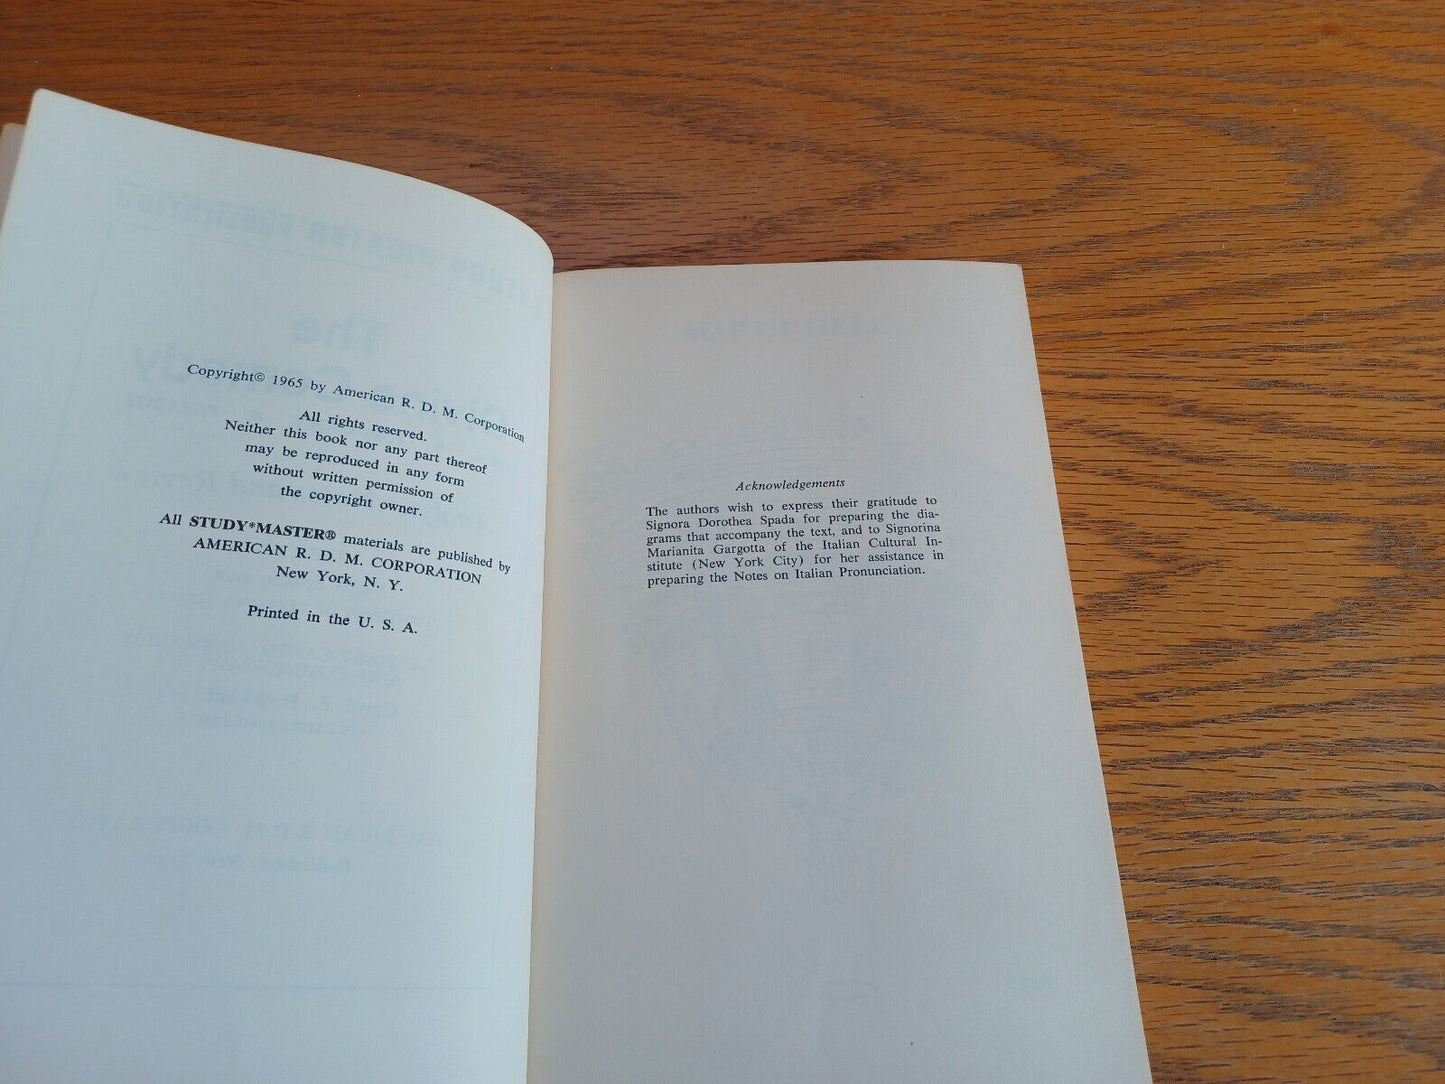 Copyright© 1965 by American R. D. M. Corporation
All rights reserved.
Neither this book nor any part thereof
may be reproduced in any form
without written permission of
the copyright owner.
All STUDY*MASTER® materials are published by
AMERICAN R. D. M. CORPORATION
New York, N. Y.
Printed in the U. S. A.
Acknowledgements
The authors wish to express their gratitude to
Signora Dorothea Spada for preparing the dia-
grams that accompany the text, and to Signorina
Marianita Gargotta of the Italian Cultural In-
stitute (New York City) for her assistance in
preparing the Notes on Italian Pronunciation.